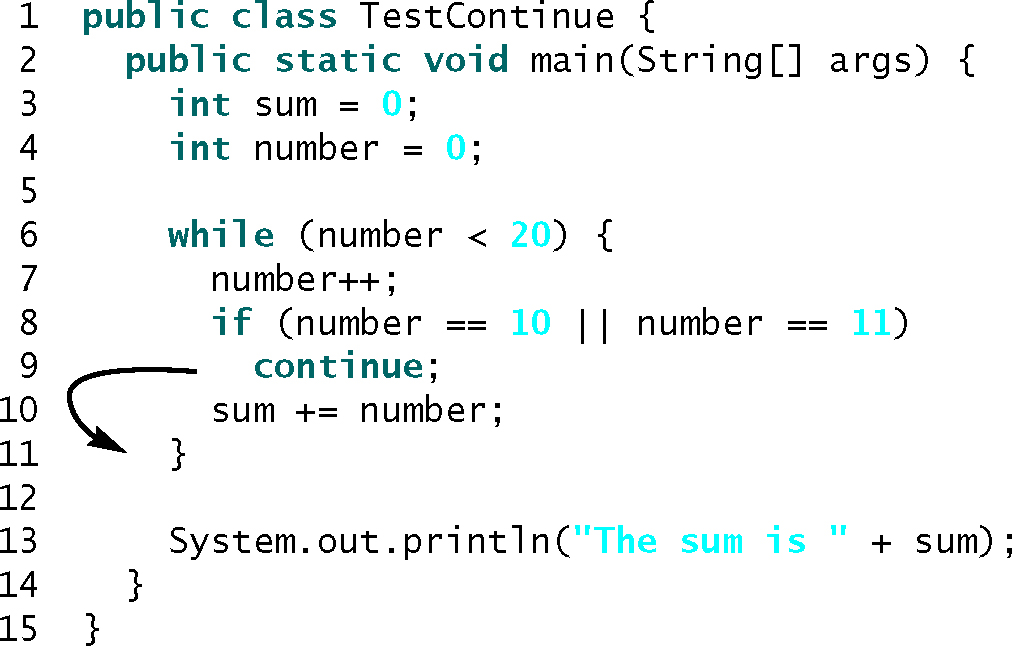 1 public class TestContinue {
2 public static void main(String[] args) {
3 int sum = 0;
4 int number = 0;
5
6 while (number < 20) {
7 number++;
8 if (number == 10 || number == 11)
9 continue;
10 sum += number;
11 }
12
13 System.out.println("The sum is " + sum);
14 }
15 }